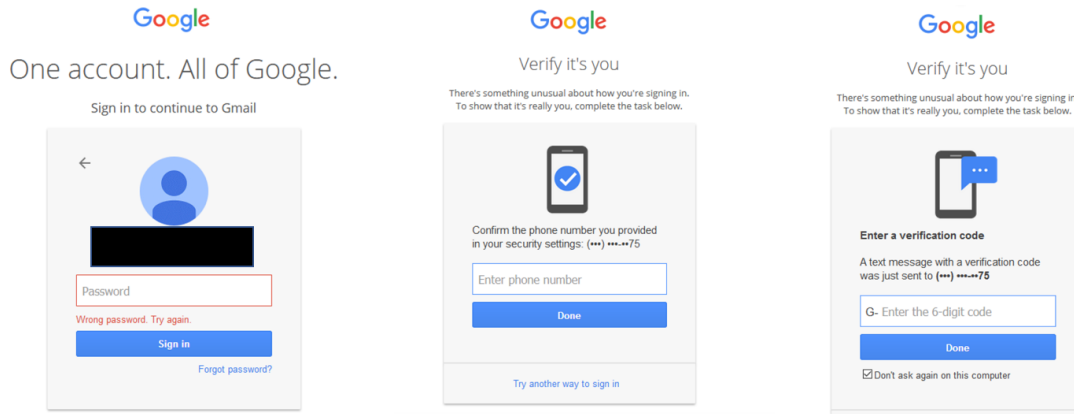 Google
One account. All of Google.
Sign in to continue to Gmail
Password
Wrong password. Try again.
Sign in
Forgot password?
Google
Verify it's you
There's something unusual about how you're signing in.
To show that it's really you, complete the task below.
Confirm the phone number you provided
in your security settings: (•••) •••-••75
Enter phone number
Done
Try another way to sign in
Google
Verify it's you
There's something unusual about how you're signing in
To show that it's really you, complete the task below.
Enter a verification code
A text message with a verification code
was just sent to (•••) •••-••75
G- Enter the 6-digit code
Done
Don't ask again on this computer